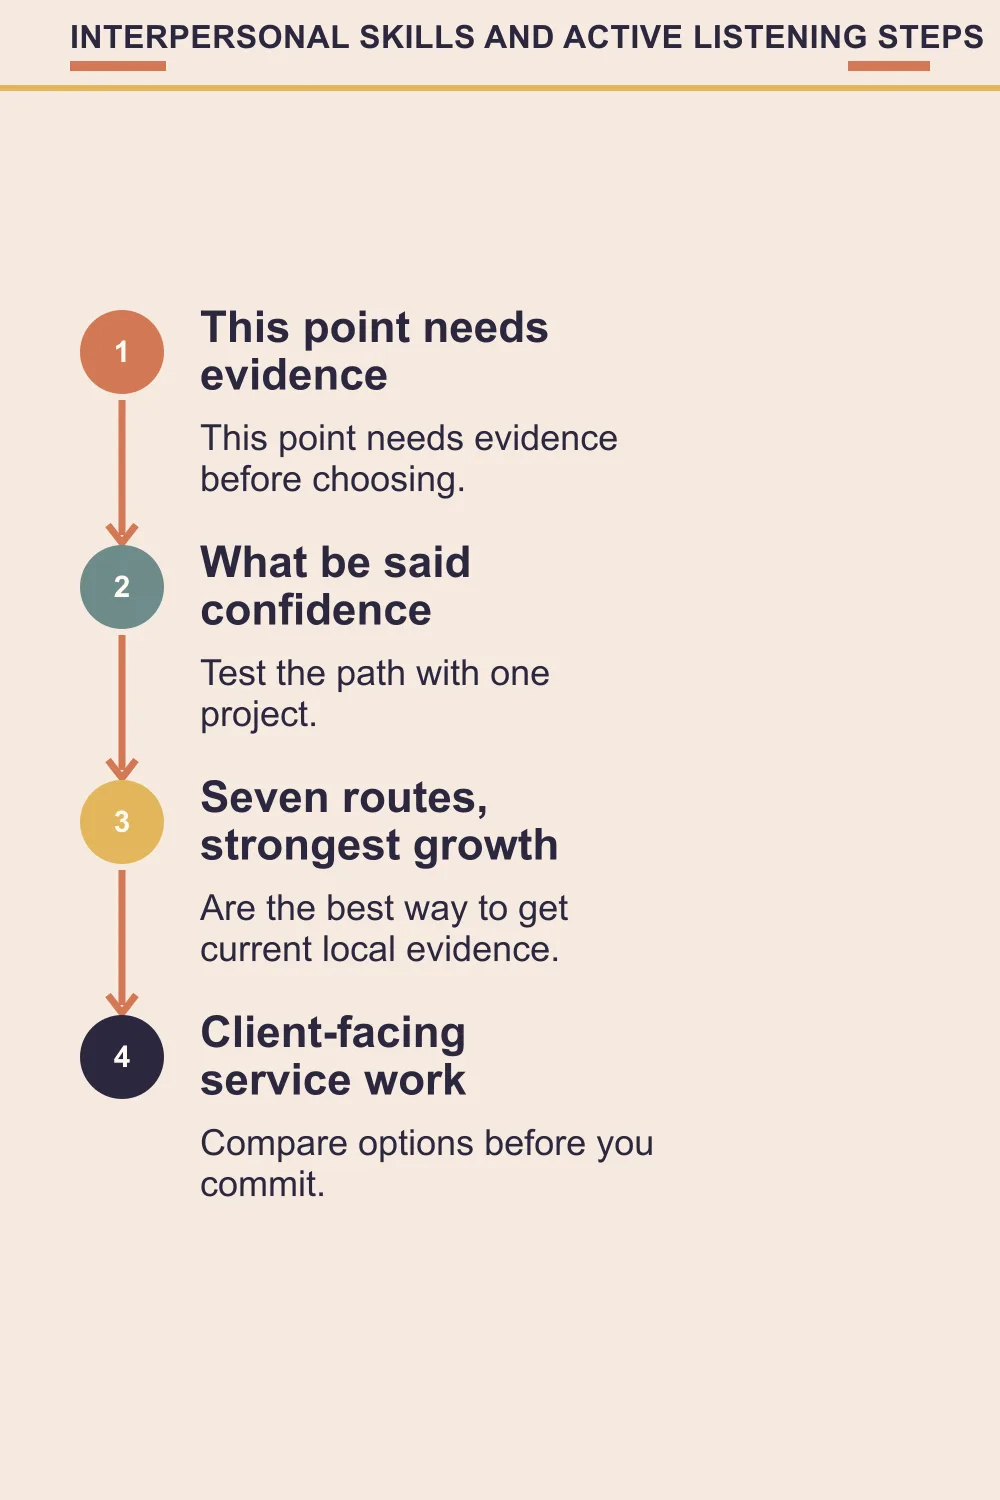 INTERPERSONAL SKILLS AND ACTIVE LISTENING STEPS
1
This point needs
evidence
This point needs evidence
before choosing.
2
What be said
confidence
Test the path with one
project.
3
Seven routes,
strongest growth
Are the best way to get
current local evidence.
4
Client-facing
service work
Compare options before you
commit.